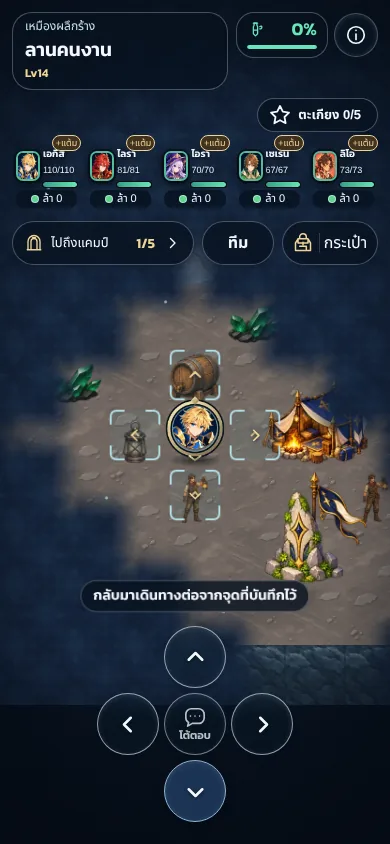 เหมืองผลึกร้าง
ลานคนงาน
Lv14
0%
ตะเกียง 0/5
+แต้ม
+แต้ม
+แต้ม
+แต้ม
+แต้ม
เอกิส
ไลรา
ไอรา
เซเรน
ลีโอ
110/110
81/81
70/70
67/67
73/73
ล้า 0
ล้า 0
ล้า 0
ล้า 0
ล้า 0
ไปถึงแคมป์ 1/5
ทีม
กระเป๋า
กลับมาเดินทางต่อจากจุดที่บันทึกไว้
โต้ตอบ